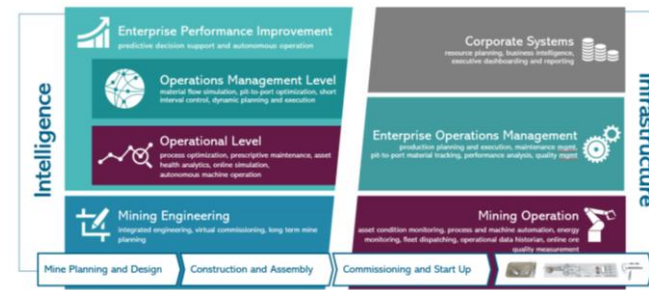 Intelligence
Enterprise Performance Improvement
predictive decision support and autonomous operation
Operations Management Level
material flow simulation, pit-to-port optimization, short
interval control, dynamic planning and execution
Operational Level
process optimization, prescriptive maintenance, asset
health analytics, online simulation,
autonomous machine operation
Mining Engineering
integrated engineering, virtual commissioning, long term mine
planning
Corporate Systems
resource planning, business intelligence,
executive dashboarding and reporting
Enterprise Operations Management
production planning and execution, maintenance mgmt,
pit-to-port material tracking, performance analysis, quality mgmt
Mining Operation
asset condition monitoring, process and machine automation, energy
monitoring, fleet dispatching, operational data historian, online ore
quality measurement
Infrastructure
Mine Planning and Design
Construction and Assembly
Commissioning and Start Up